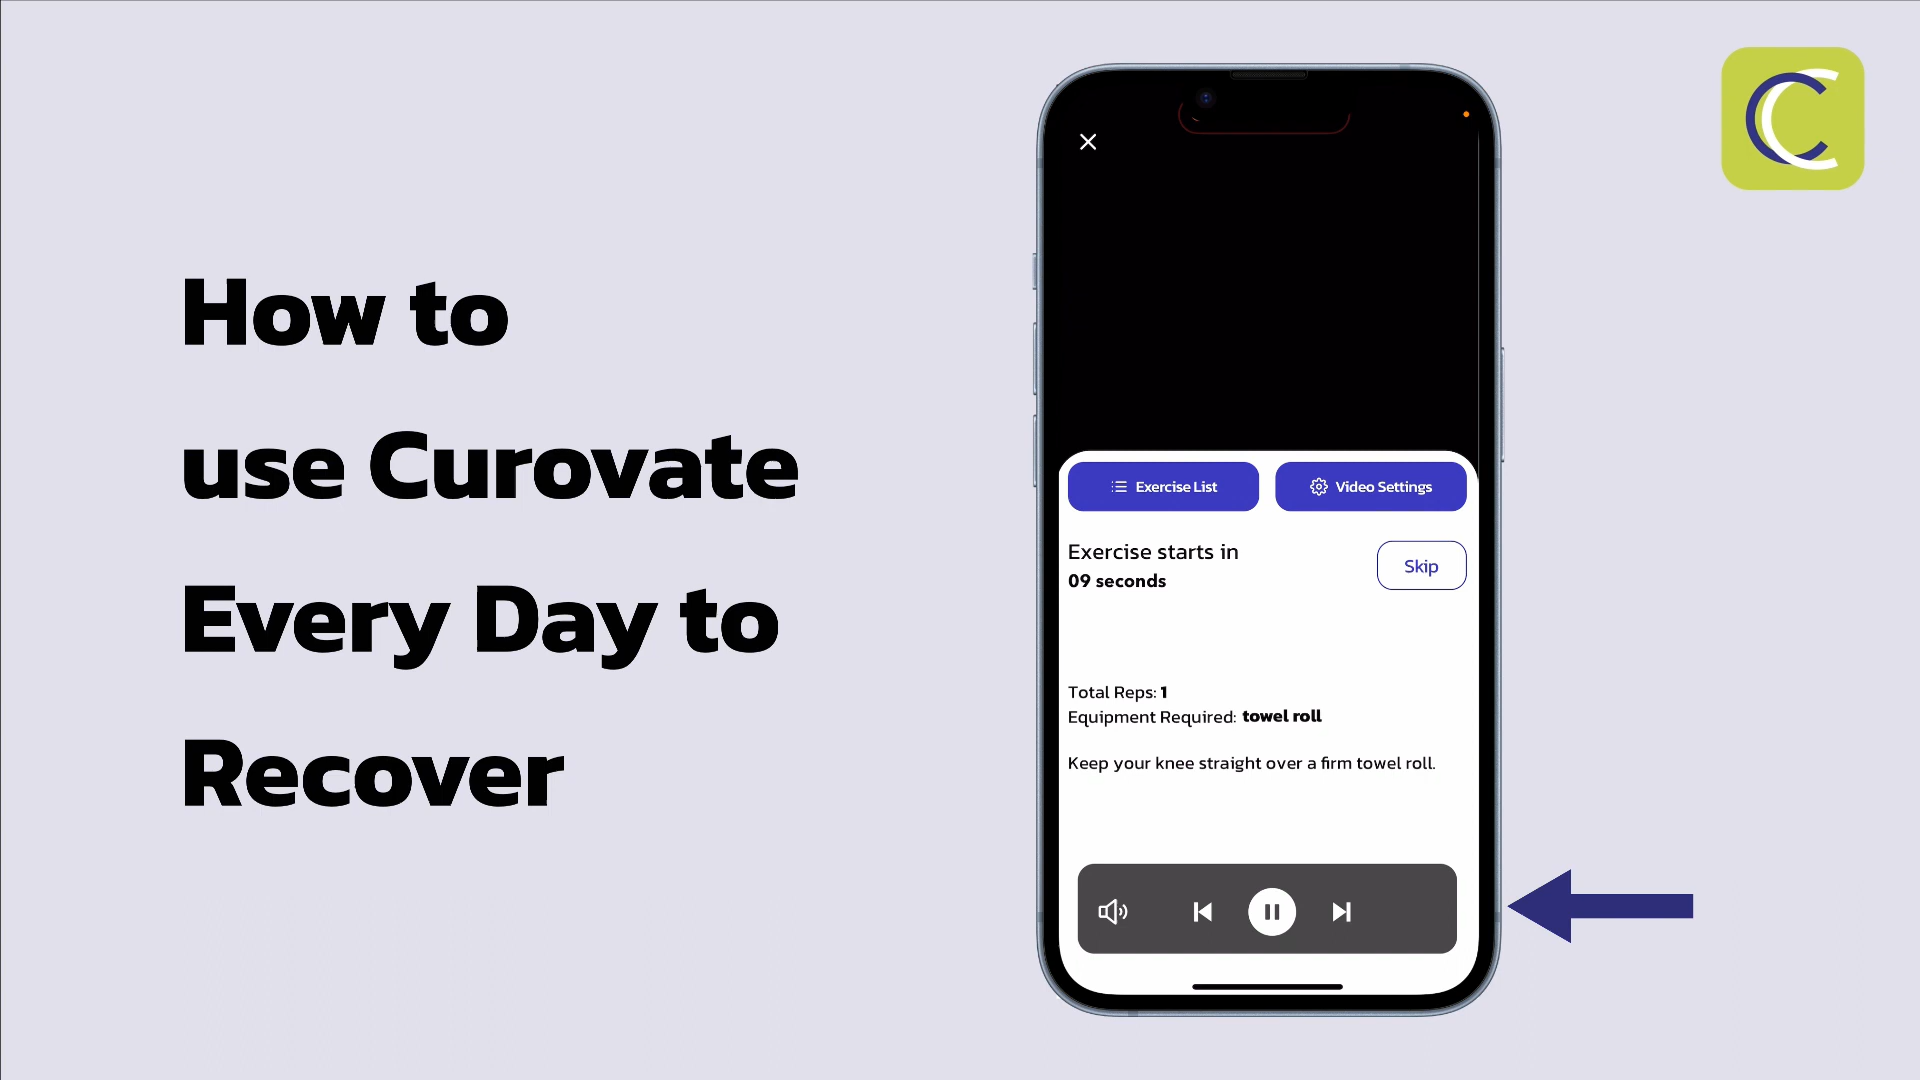 How to
use Curovate
Every Day to
Recover
Exercise List
Video Settings
Exercise starts in
09 seconds
Skip
Total Reps: 1
Equipment Required: towel roll
Keep your knee straight over a firm towel roll.